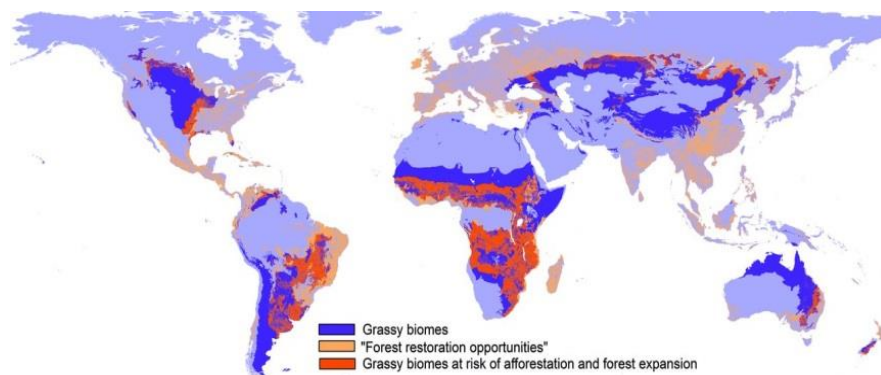 Grassy biomes
"Forest restoration opportunities"
Grassy biomes at risk of afforestation and forest expansion